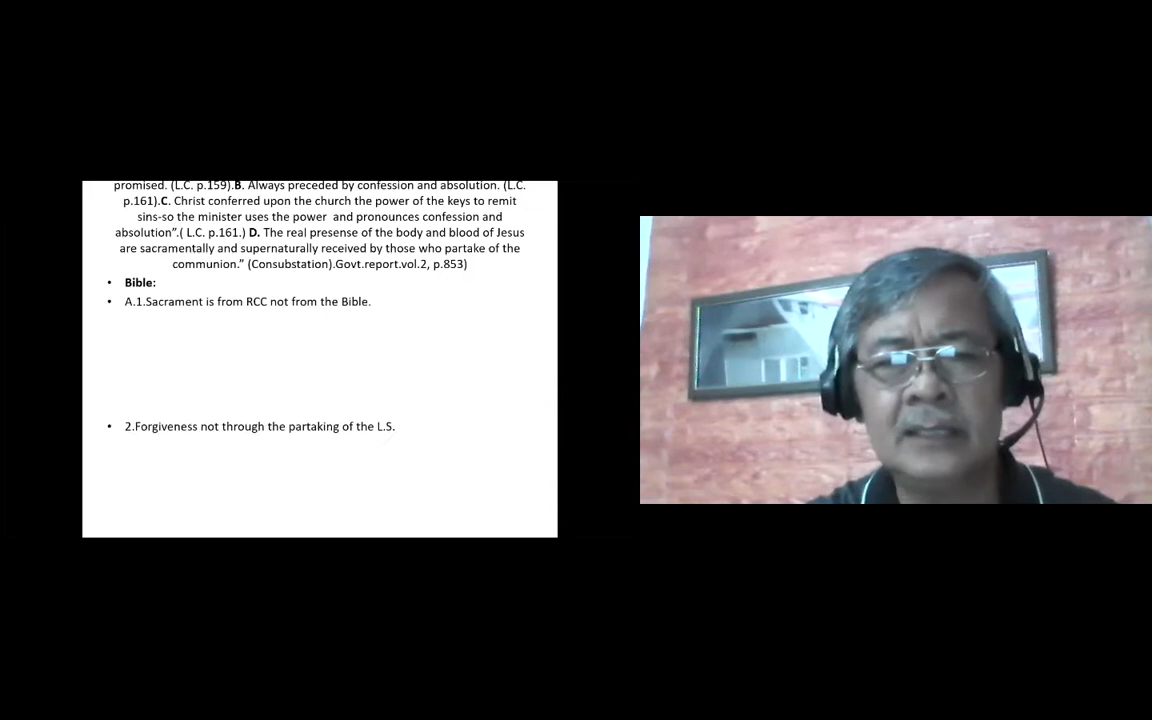 promised. (L.C. p.159).B. Always preceded by confession and absolution. (L.C.
p.161).C. Christ conferred upon the church the power of the keys to remit
sins-so the minister uses the power and pronounces confession and
absolution”.( L.C. p.161.) D. The real presense of the body and blood of Jesus
are sacramentally and supernaturally received by those who partake of the
communion.” (Consubstation).Govt.report.vol.2, p.853)
• Bible:
• A.1.Sacrament is from RCC not from the Bible.
• 2.Forgiveness not through the partaking of the L.S.